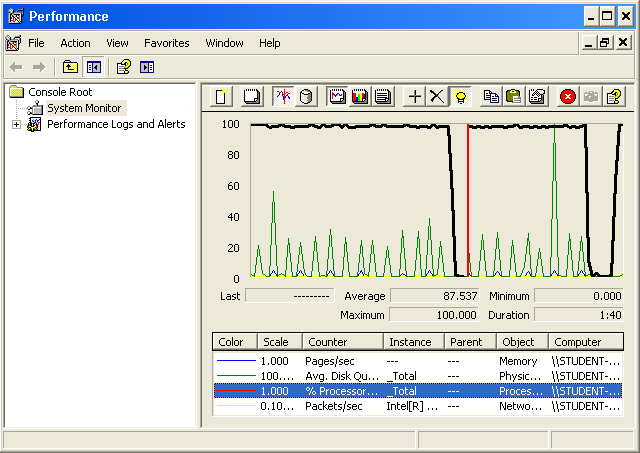 Performance
File Action View Favorites Window Help
Console Root
System Monitor
Performance Logs and Alerts
100
80
60
40
20
0
Last --------- Average 87.537 Minimum 0.000
Maximum 100.000 Duration 1:40
Color Scale Counter Instance Parent Object Computer
1.000 Pages/sec --- --- Memory \\STUDENT-...
100.... Avg. Disk Qu... _Total --- Physic... \\STUDENT-...
1.000 % Processor... _Total --- Proces... \\STUDENT-...
0.10... Packets/sec Intel[R] ... --- Netwo... \\STUDENT-...